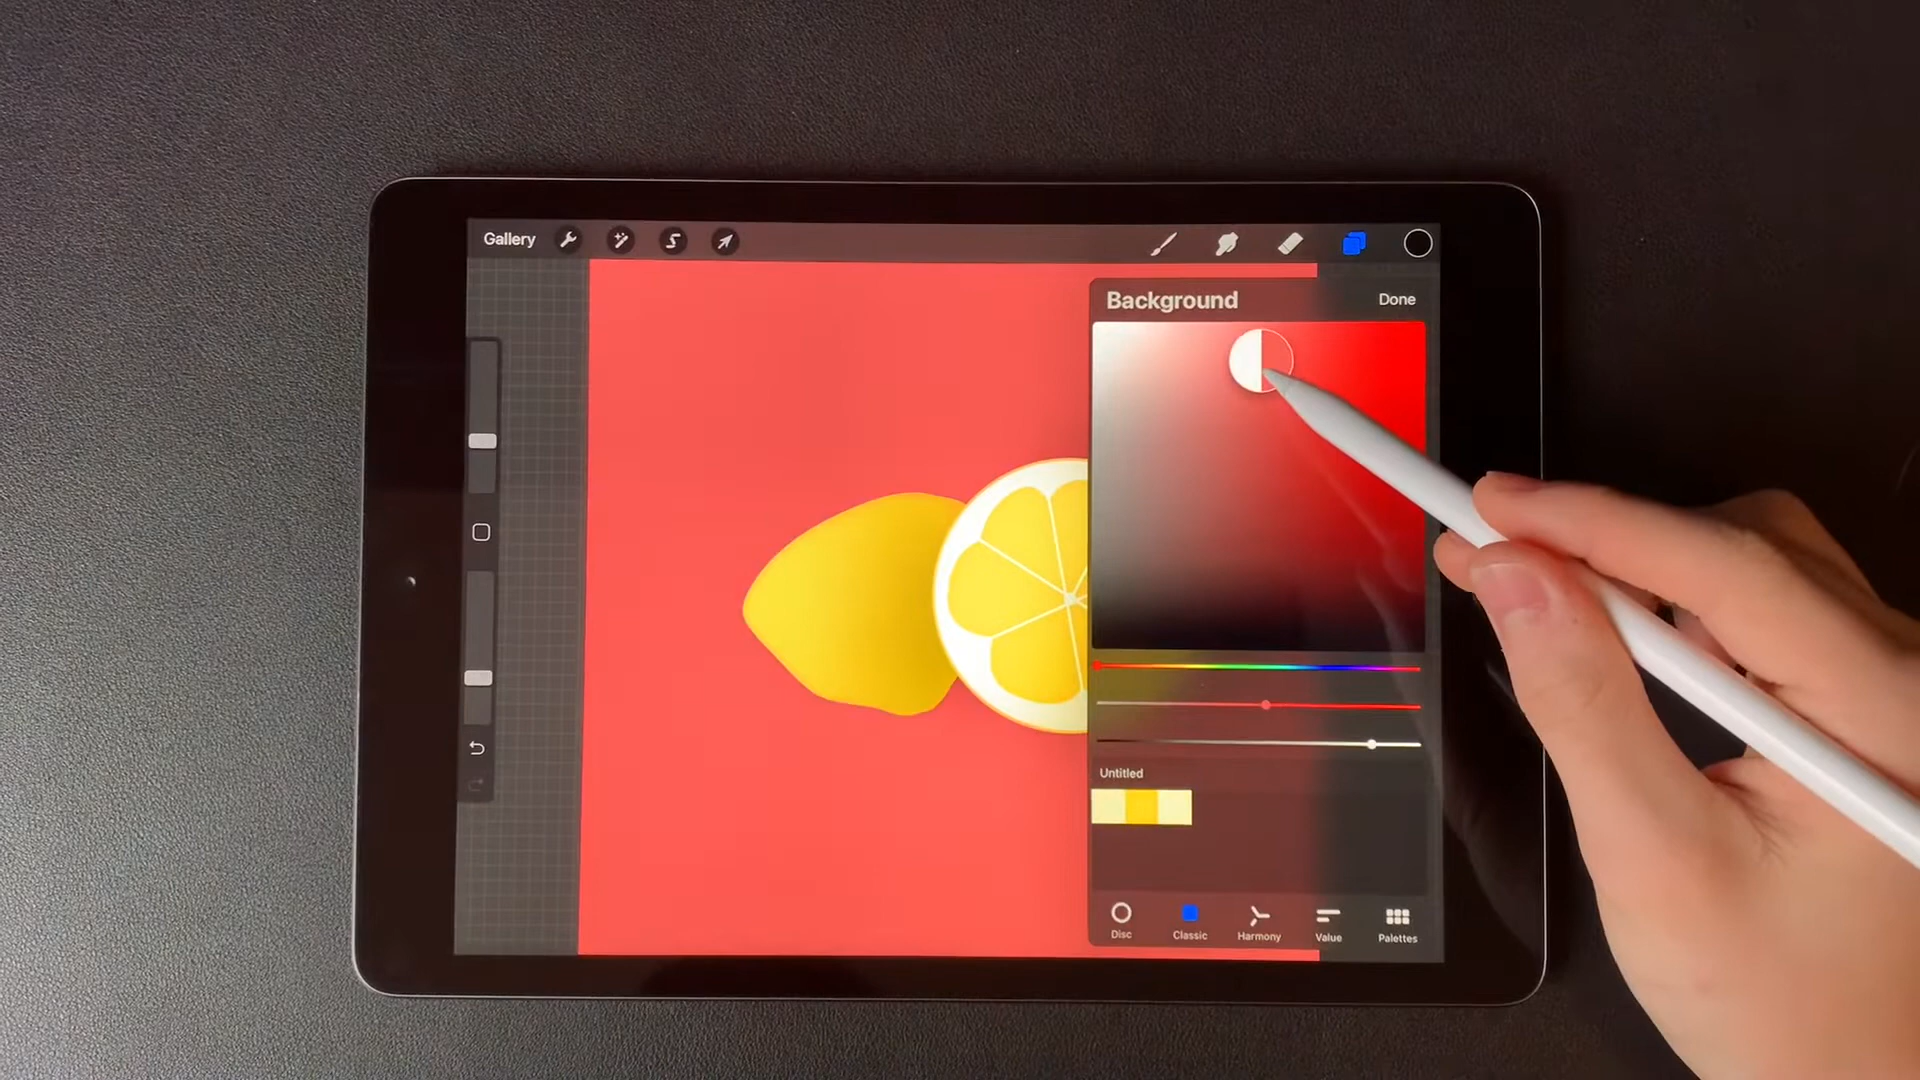 Gallery
Background
Done
Untitled
Disc
Classic
Harmony
Value
Palettes